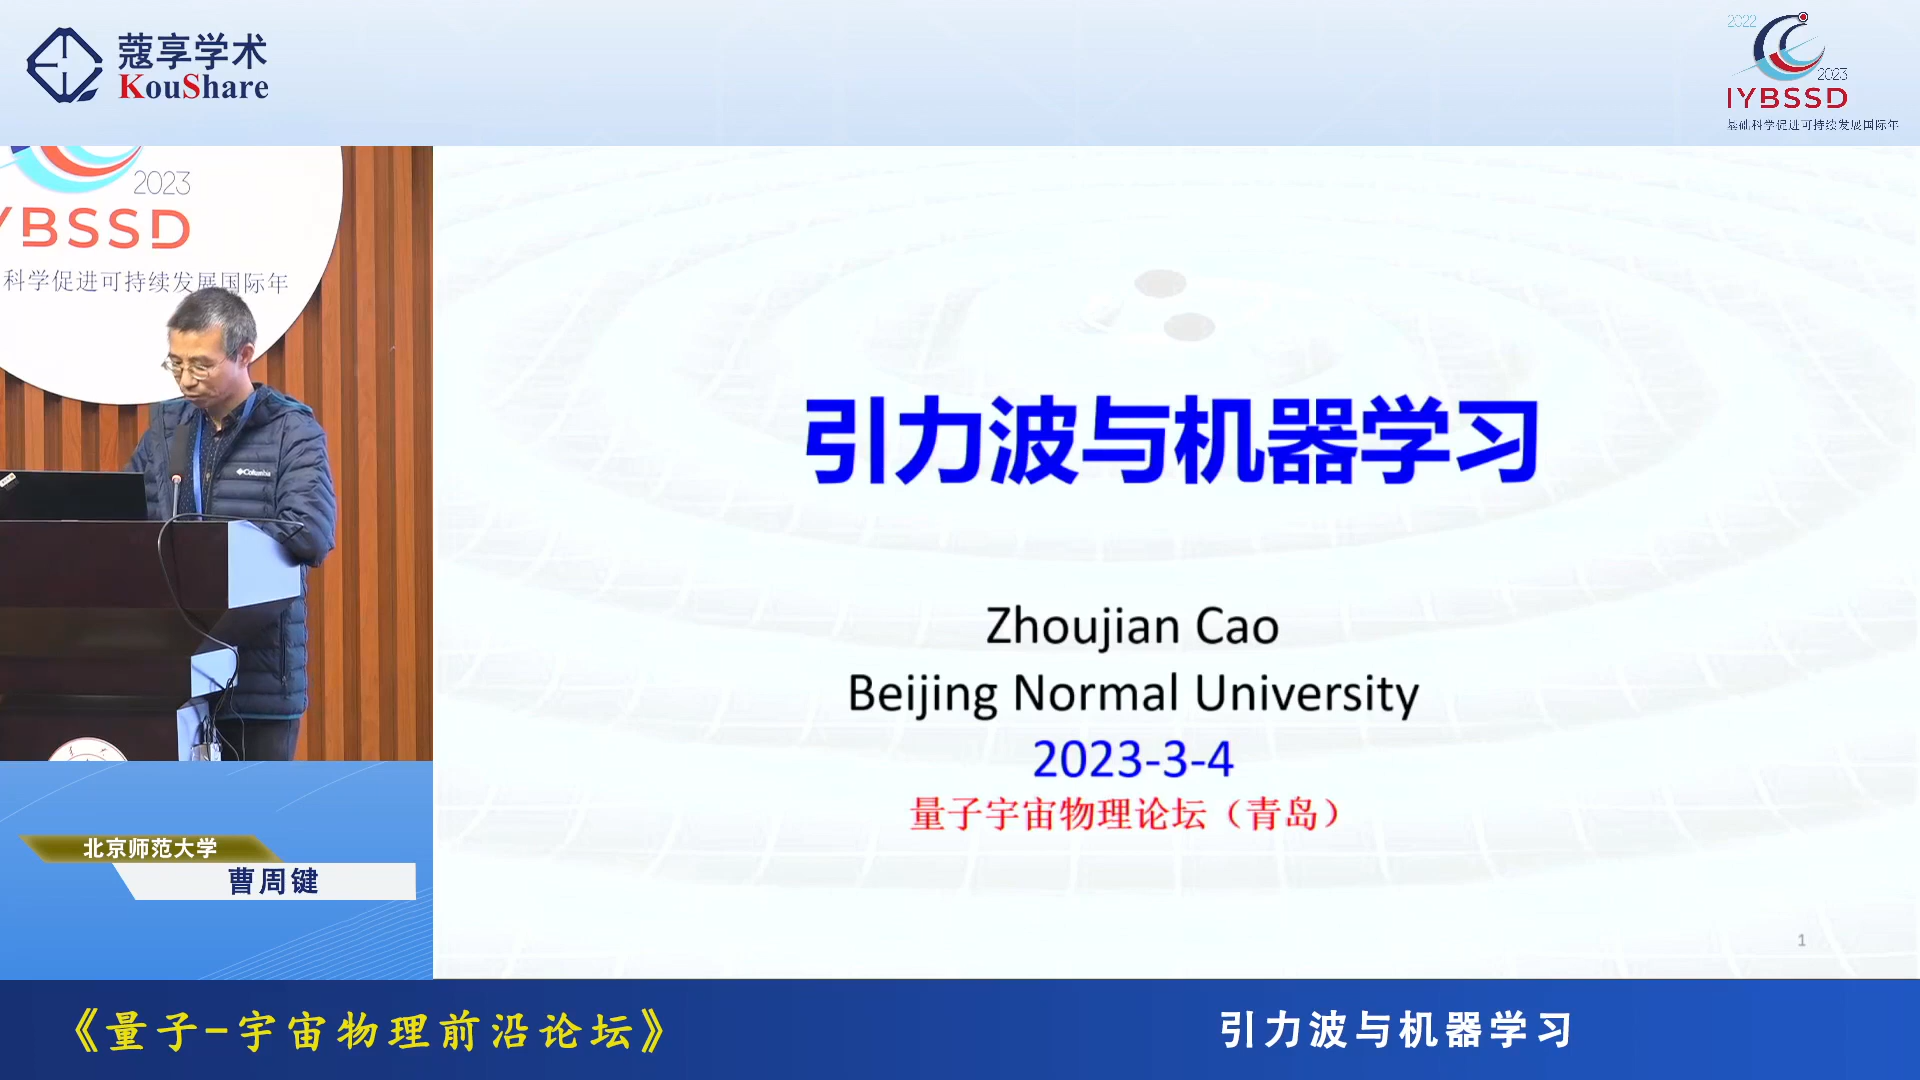 蔻享学术
KouShare
2022
2023
IYBSSD
基础科学促进可持续发展国际年
2023
YBSSD
科学促进可持续发展国际年
Columbia
引力波与机器学习
Zhoujian Cao
Beijing Normal University
2023-3-4
量子宇宙物理论坛（青岛）
1
北京师范大学
曹周键
《量子-宇宙物理前沿论坛》
引力波与机器学习